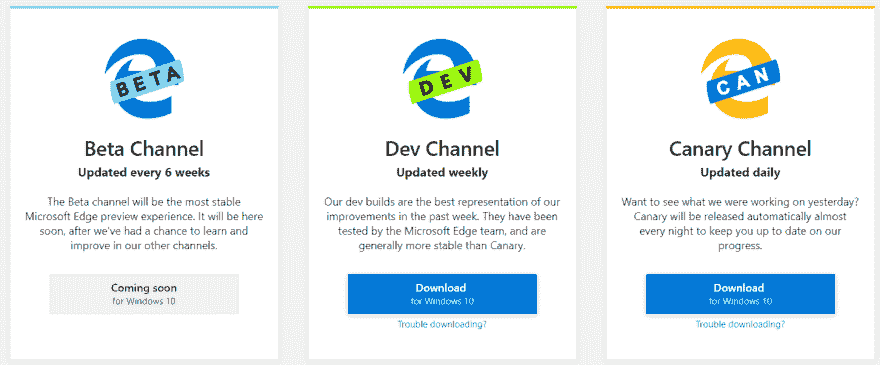 BETA
Beta Channel
Updated every 6 weeks
The Beta channel will be the most stable
Microsoft Edge preview experience. It will be here
soon, after we've had a chance to learn and
improve in our other channels.
Coming soon
for Windows 10
DEV
Dev Channel
Updated weekly
Our dev builds are the best representation of our
improvements in the past week. They have been
tested by the Microsoft Edge team, and are
generally more stable than Canary.
Download
for Windows 10
Trouble downloading?
CAN
Canary Channel
Updated daily
Want to see what we were working on yesterday?
Canary will be released automatically almost
every night to keep you up to date on our
progress.
Download
for Windows 10
Trouble downloading?